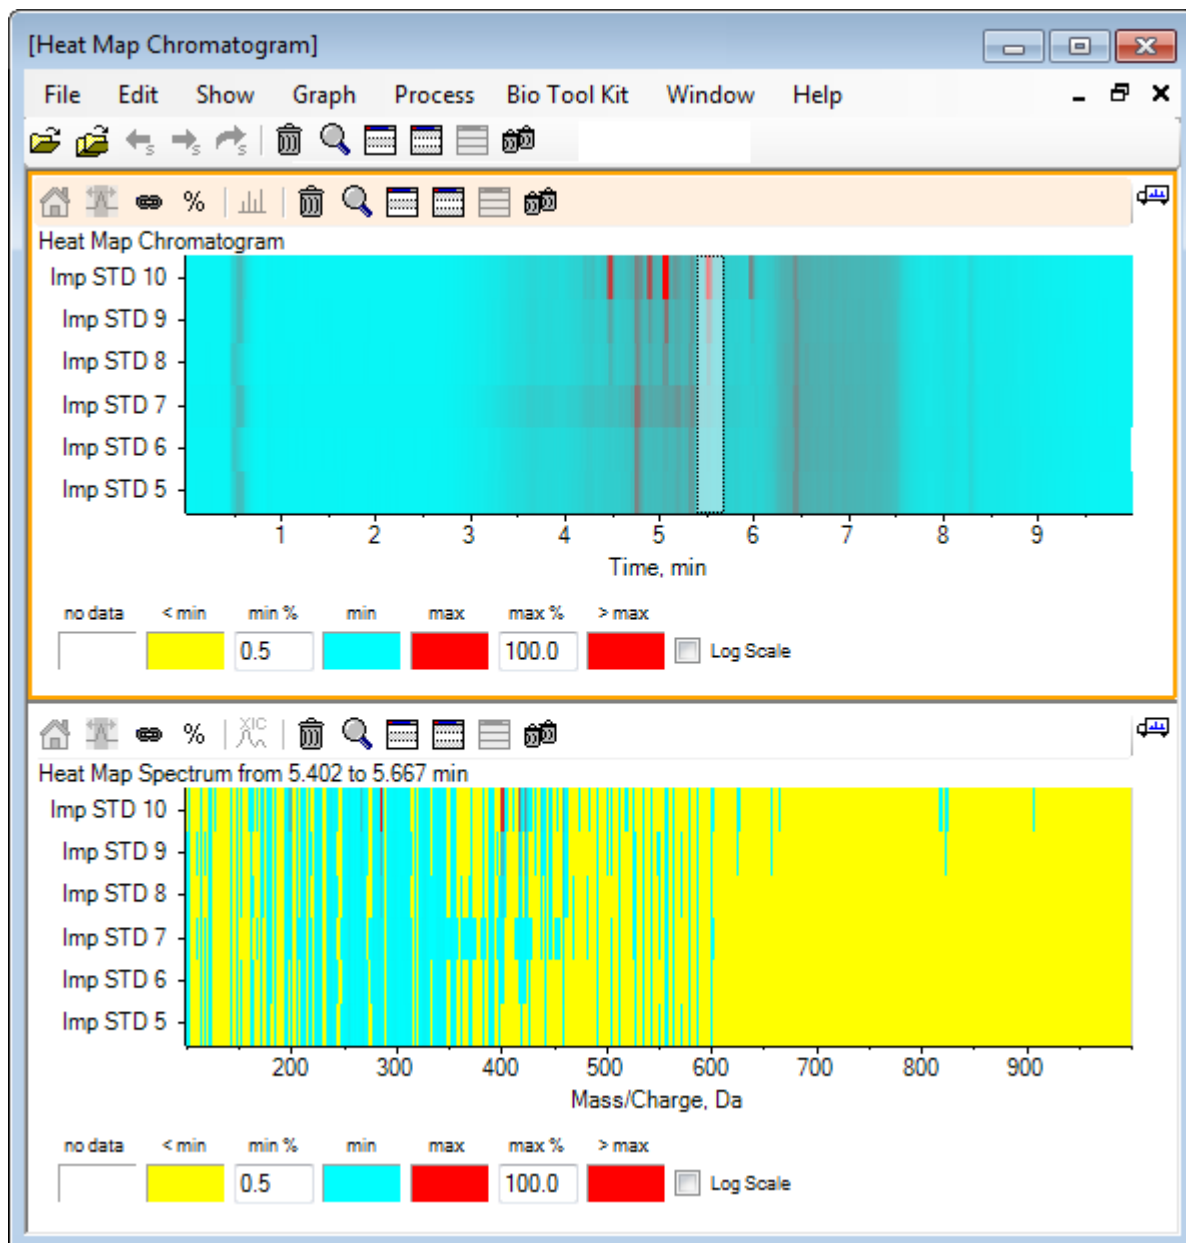 [Heat Map Chromatogram]
File Edit Show Graph Process Bio Tool Kit Window Help
S S S
%
Heat Map Chromatogram
Imp STD 10
Imp STD 9
Imp STD 8
Imp STD 7
Imp STD 6
Imp STD 5
1 2 3 4 5 6 7 8 9
Time, min
no data < min min % min max max % > max
0.5 100.0 Log Scale
% XIC
Heat Map Spectrum from 5.402 to 5.667 min
Imp STD 10
Imp STD 9
Imp STD 8
Imp STD 7
Imp STD 6
Imp STD 5
200 300 400 500 600 700 800 900
Mass/Charge, Da
no data < min min % min max max % > max
0.5 100.0 Log Scale